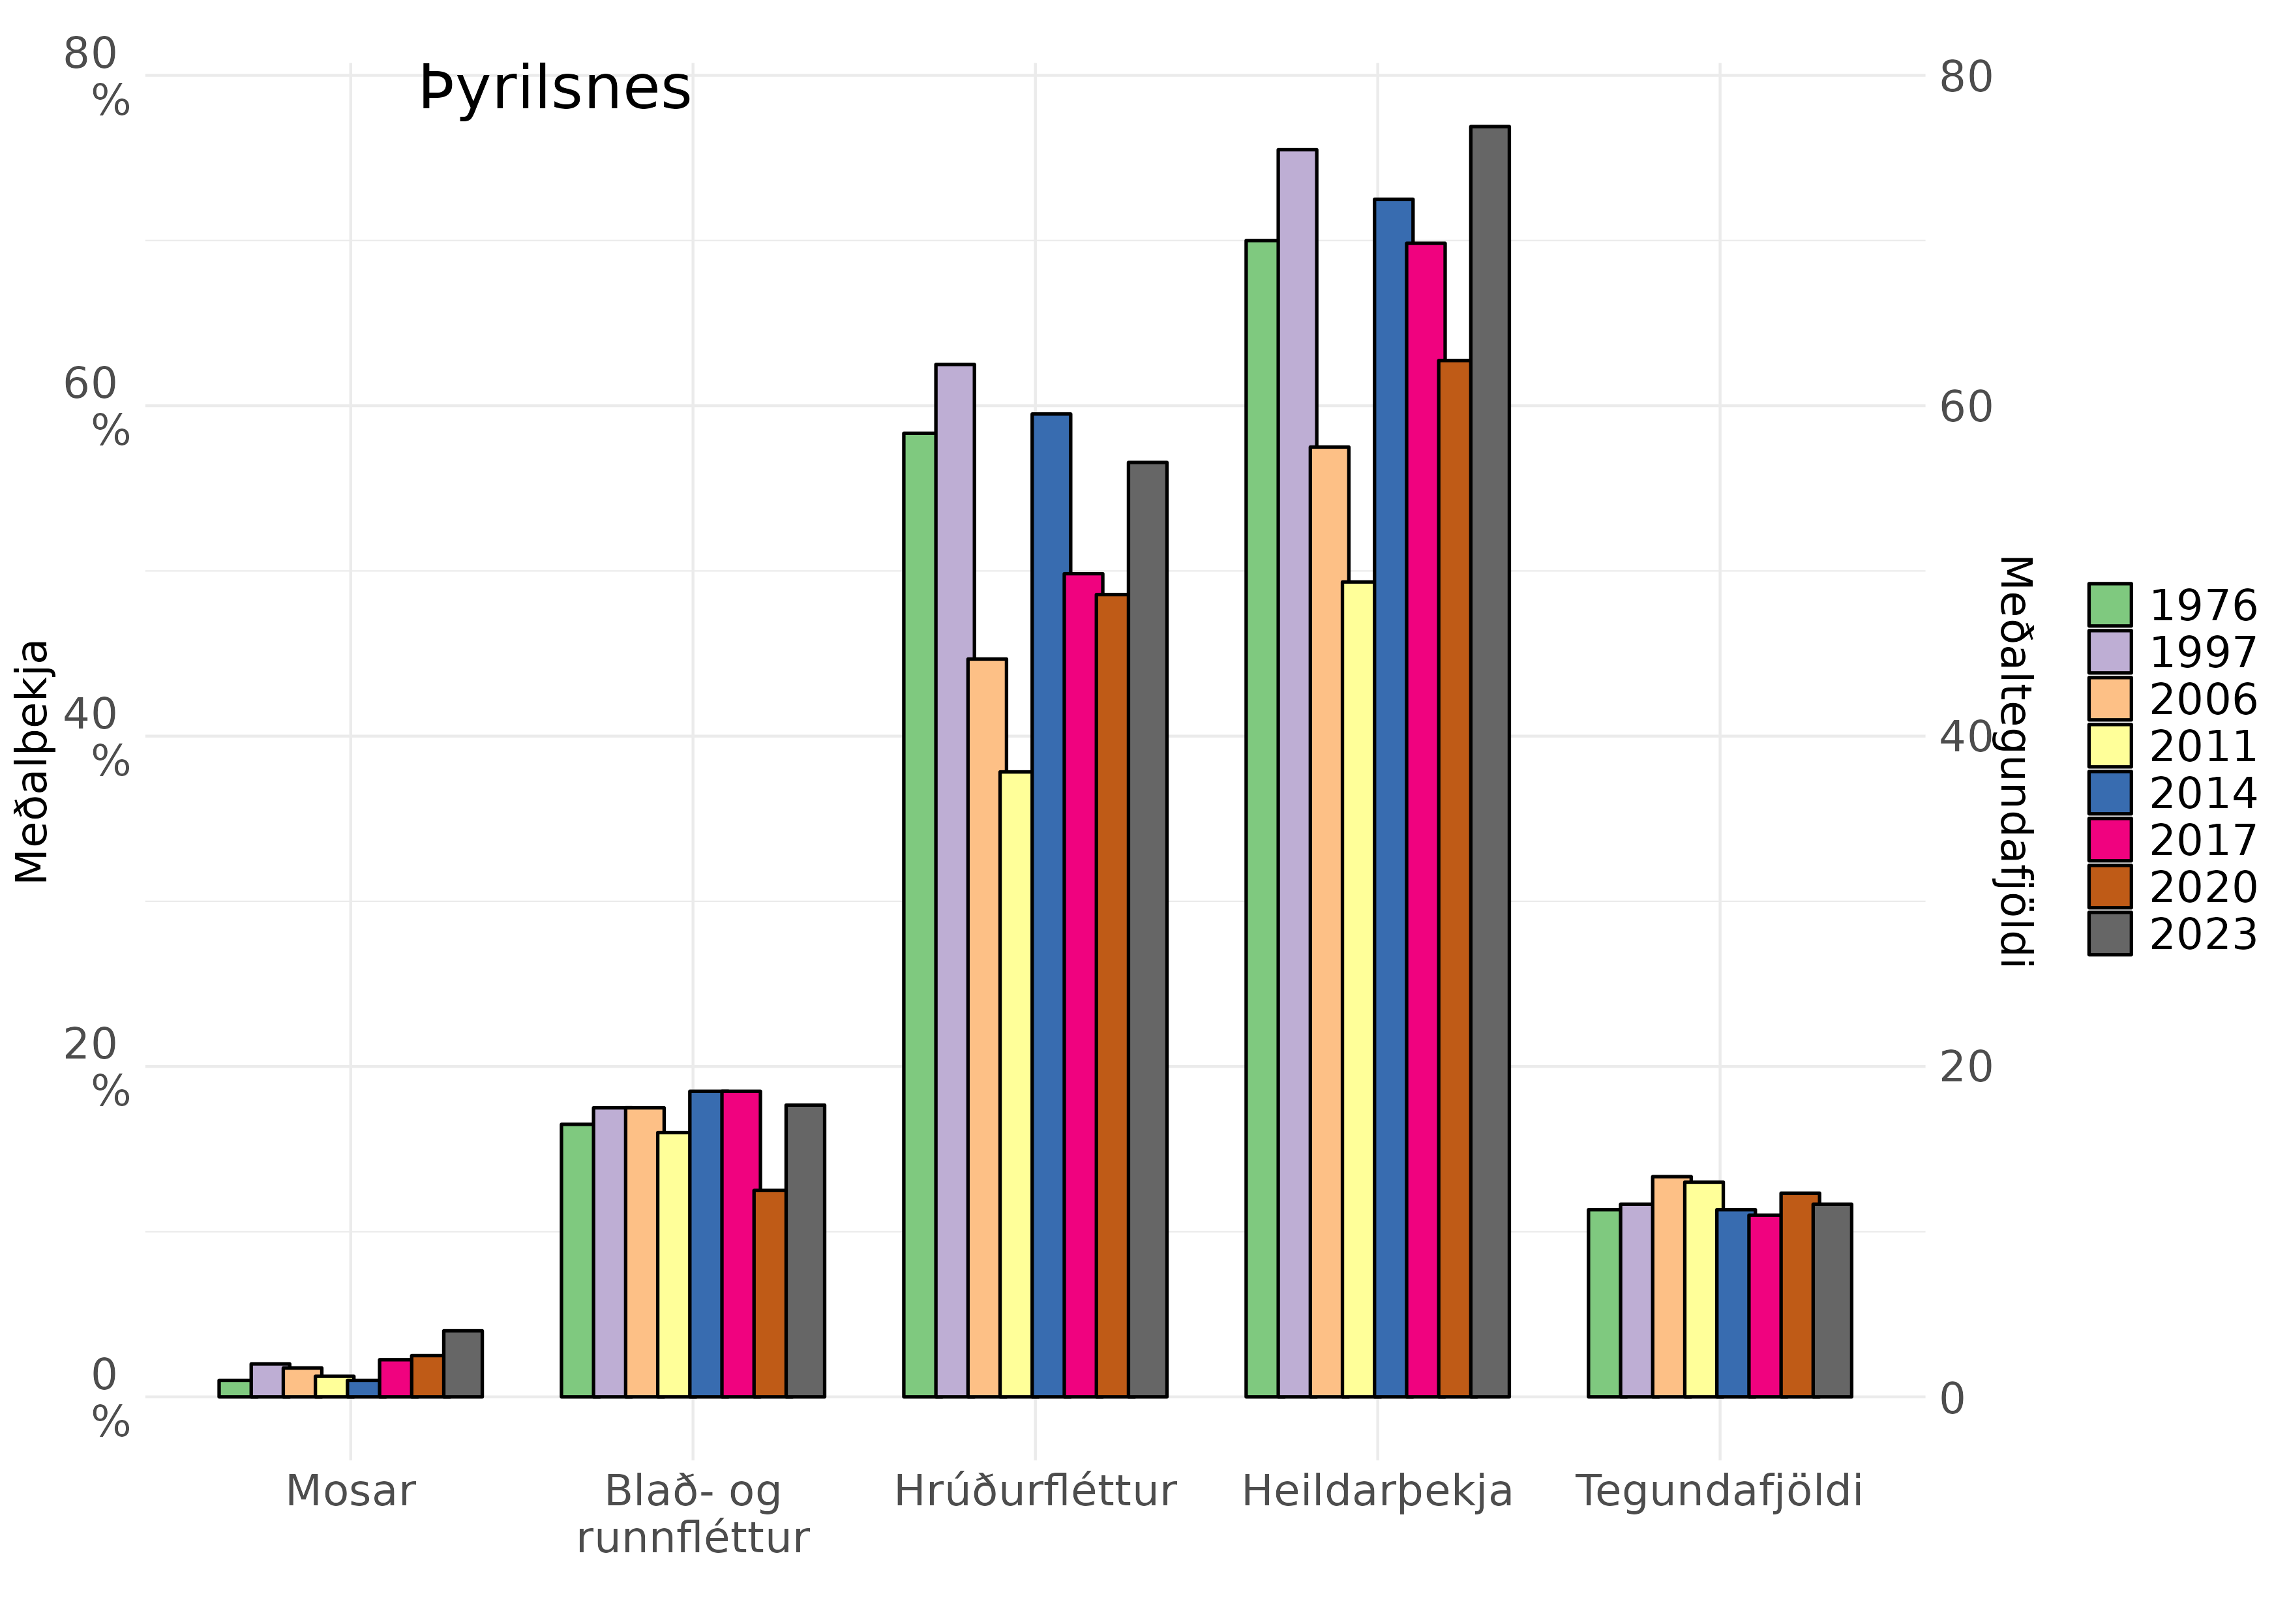 Þyrilsnes
80
%
60
%
40
%
20
%
0
%
Meðalþekja
80
60
40
20
0
Meðaltegundafjöldi
1976
1997
2006
2011
2014
2017
2020
2023
Mosar
Blað- og
runnfléttur
Hrúðurfléttur
Heildarþekja
Tegundafjöldi